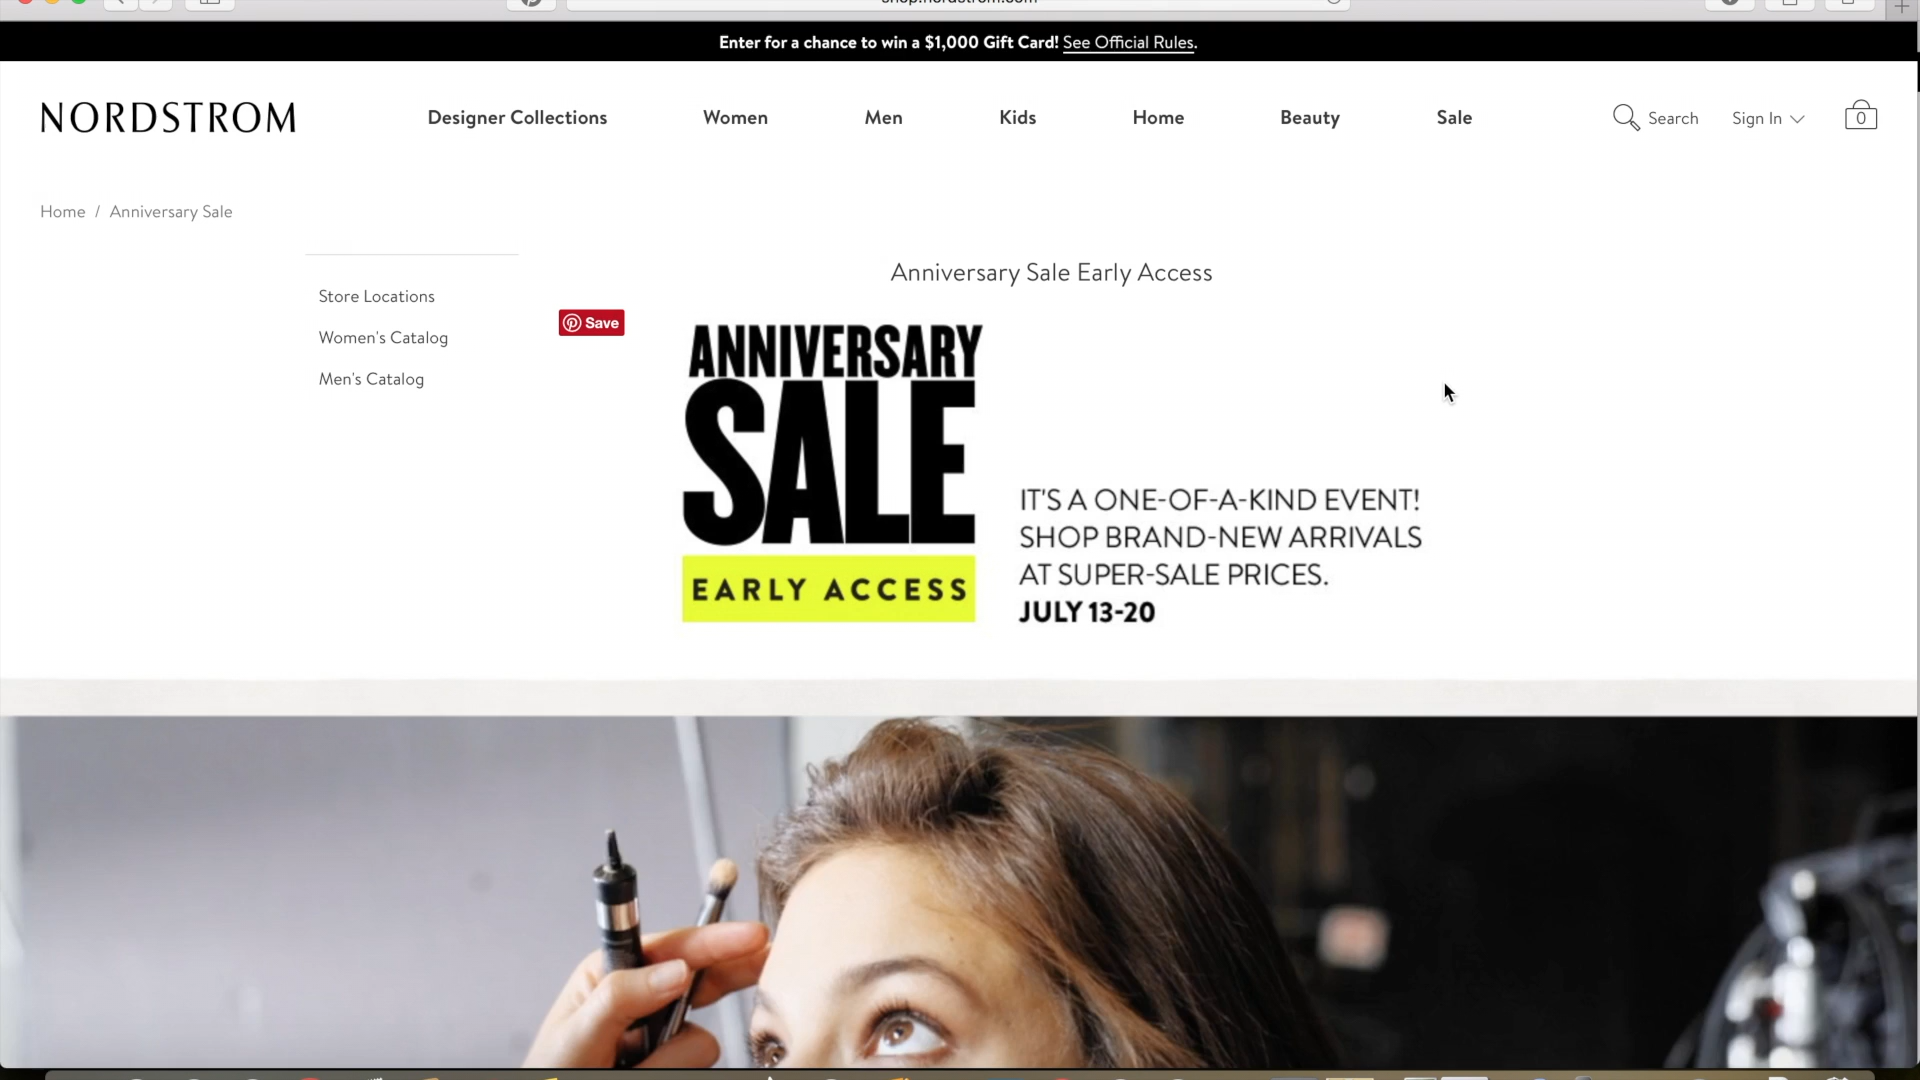 Enter for a chance to win a $1,000 Gift Card! See Official Rules.
NORDSTROM
Designer Collections
Women
Men
Kids
Home
Beauty
Sale
Search
Sign In
0
Home / Anniversary Sale
Store Locations
Women's Catalog
Men's Catalog
Anniversary Sale Early Access
Save
ANNIVERSARY
SALE
EARLY ACCESS
IT'S A ONE-OF-A-KIND EVENT!
SHOP BRAND-NEW ARRIVALS
AT SUPER-SALE PRICES.
JULY 13-20